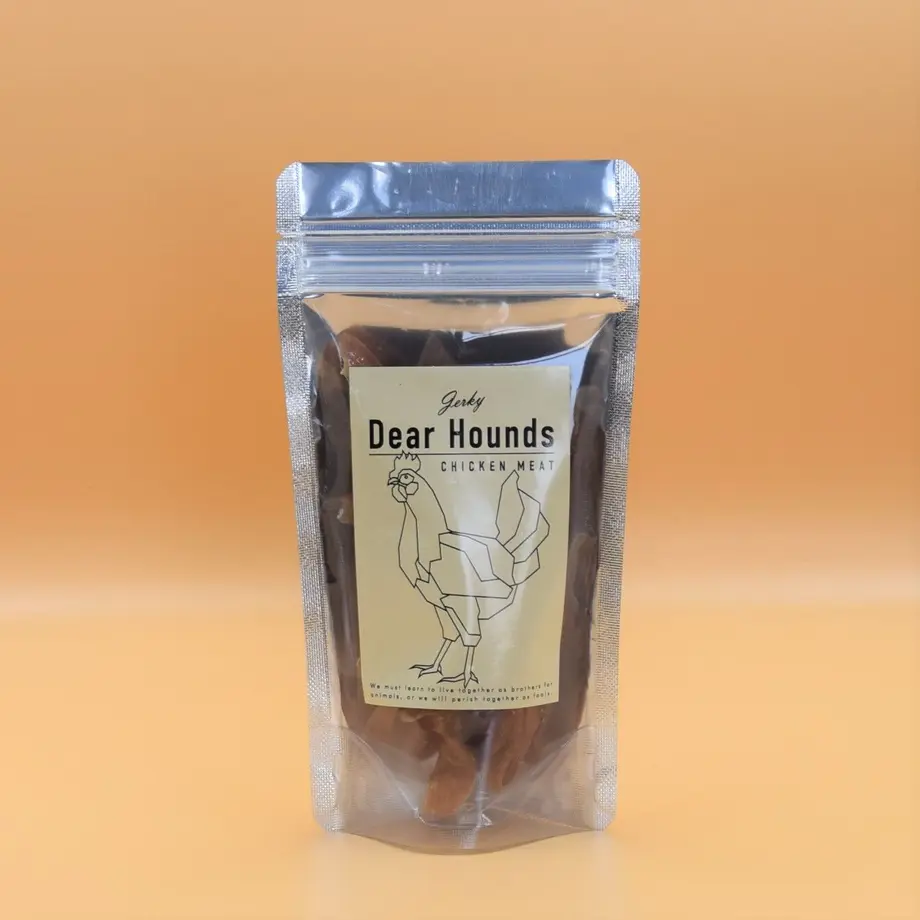 Jerky
Dear Hounds
CHICKEN MEAT
We must learn to live together as brothers for
animals, or we will perish together as fools.